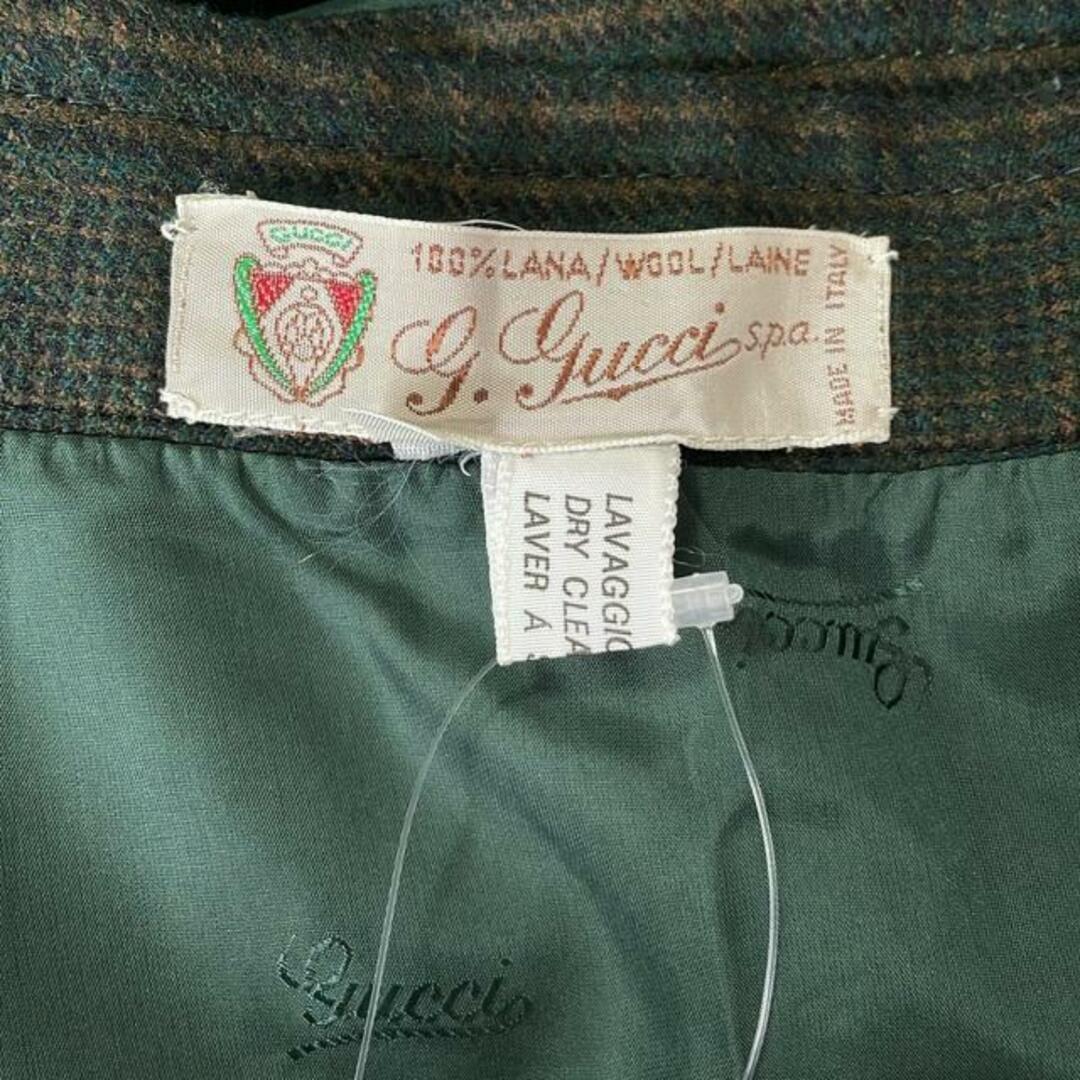 GUCCI
100% LANA/WOOL/LAINE
G. Gucci s.p.a.
MADE IN ITALY
LAVAGGIO
DRY CLEA
LAVER À
Gucci
Gucci